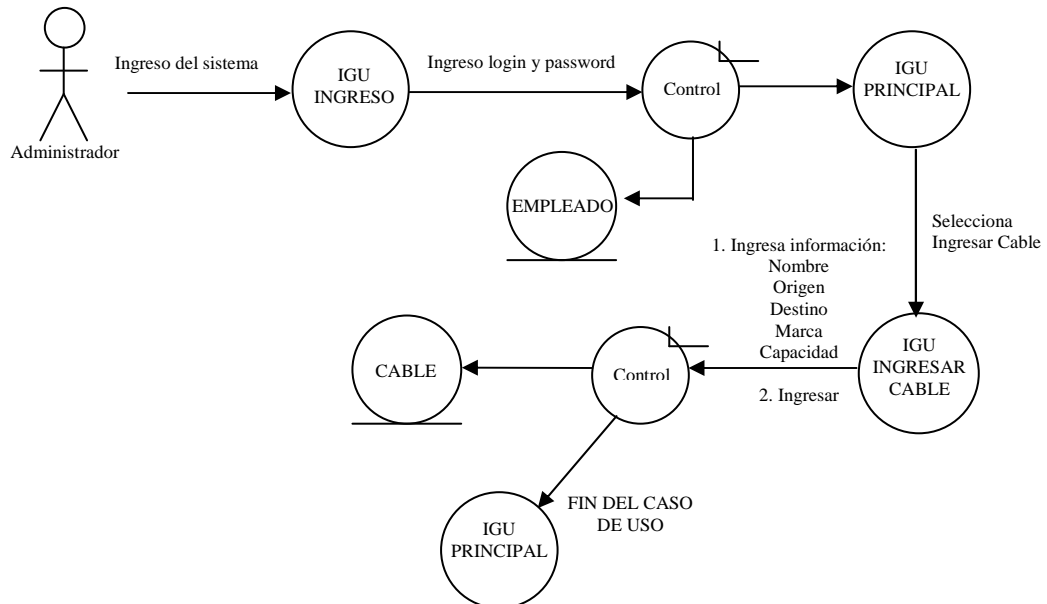 Administrador
Ingreso del sistema
IGU
INGRESO
Ingreso login y password
Control
IGU
PRINCIPAL
EMPLEADO
Selecciona
Ingresar Cable
1. Ingresa información:
Nombre
Origen
Destino
Marca
Capacidad
2. Ingresar
IGU
INGRESAR
CABLE
Control
CABLE
FIN DEL CASO
DE USO
IGU
PRINCIPAL